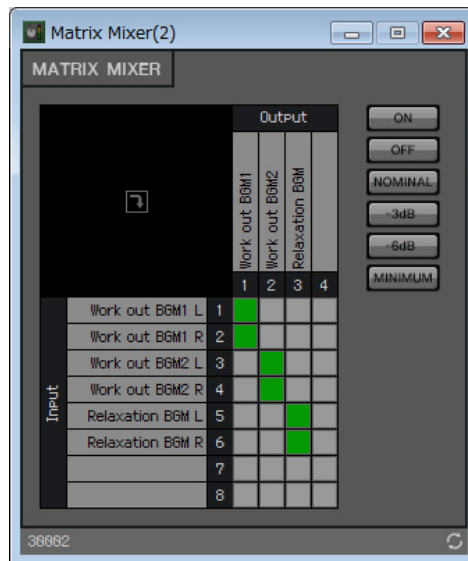 Matrix Mixer(2)
MATRIX MIXER
Output
Work out BGM1
Work out BGM2
Relaxation BGM
1 2 3 4
ON
OFF
NOMINAL
-3dB
-6dB
MINIMUM
Input
Work out BGM1 L 1
Work out BGM1 R 2
Work out BGM2 L 3
Work out BGM2 R 4
Relaxation BGM L 5
Relaxation BGM R 6
7
8
30002